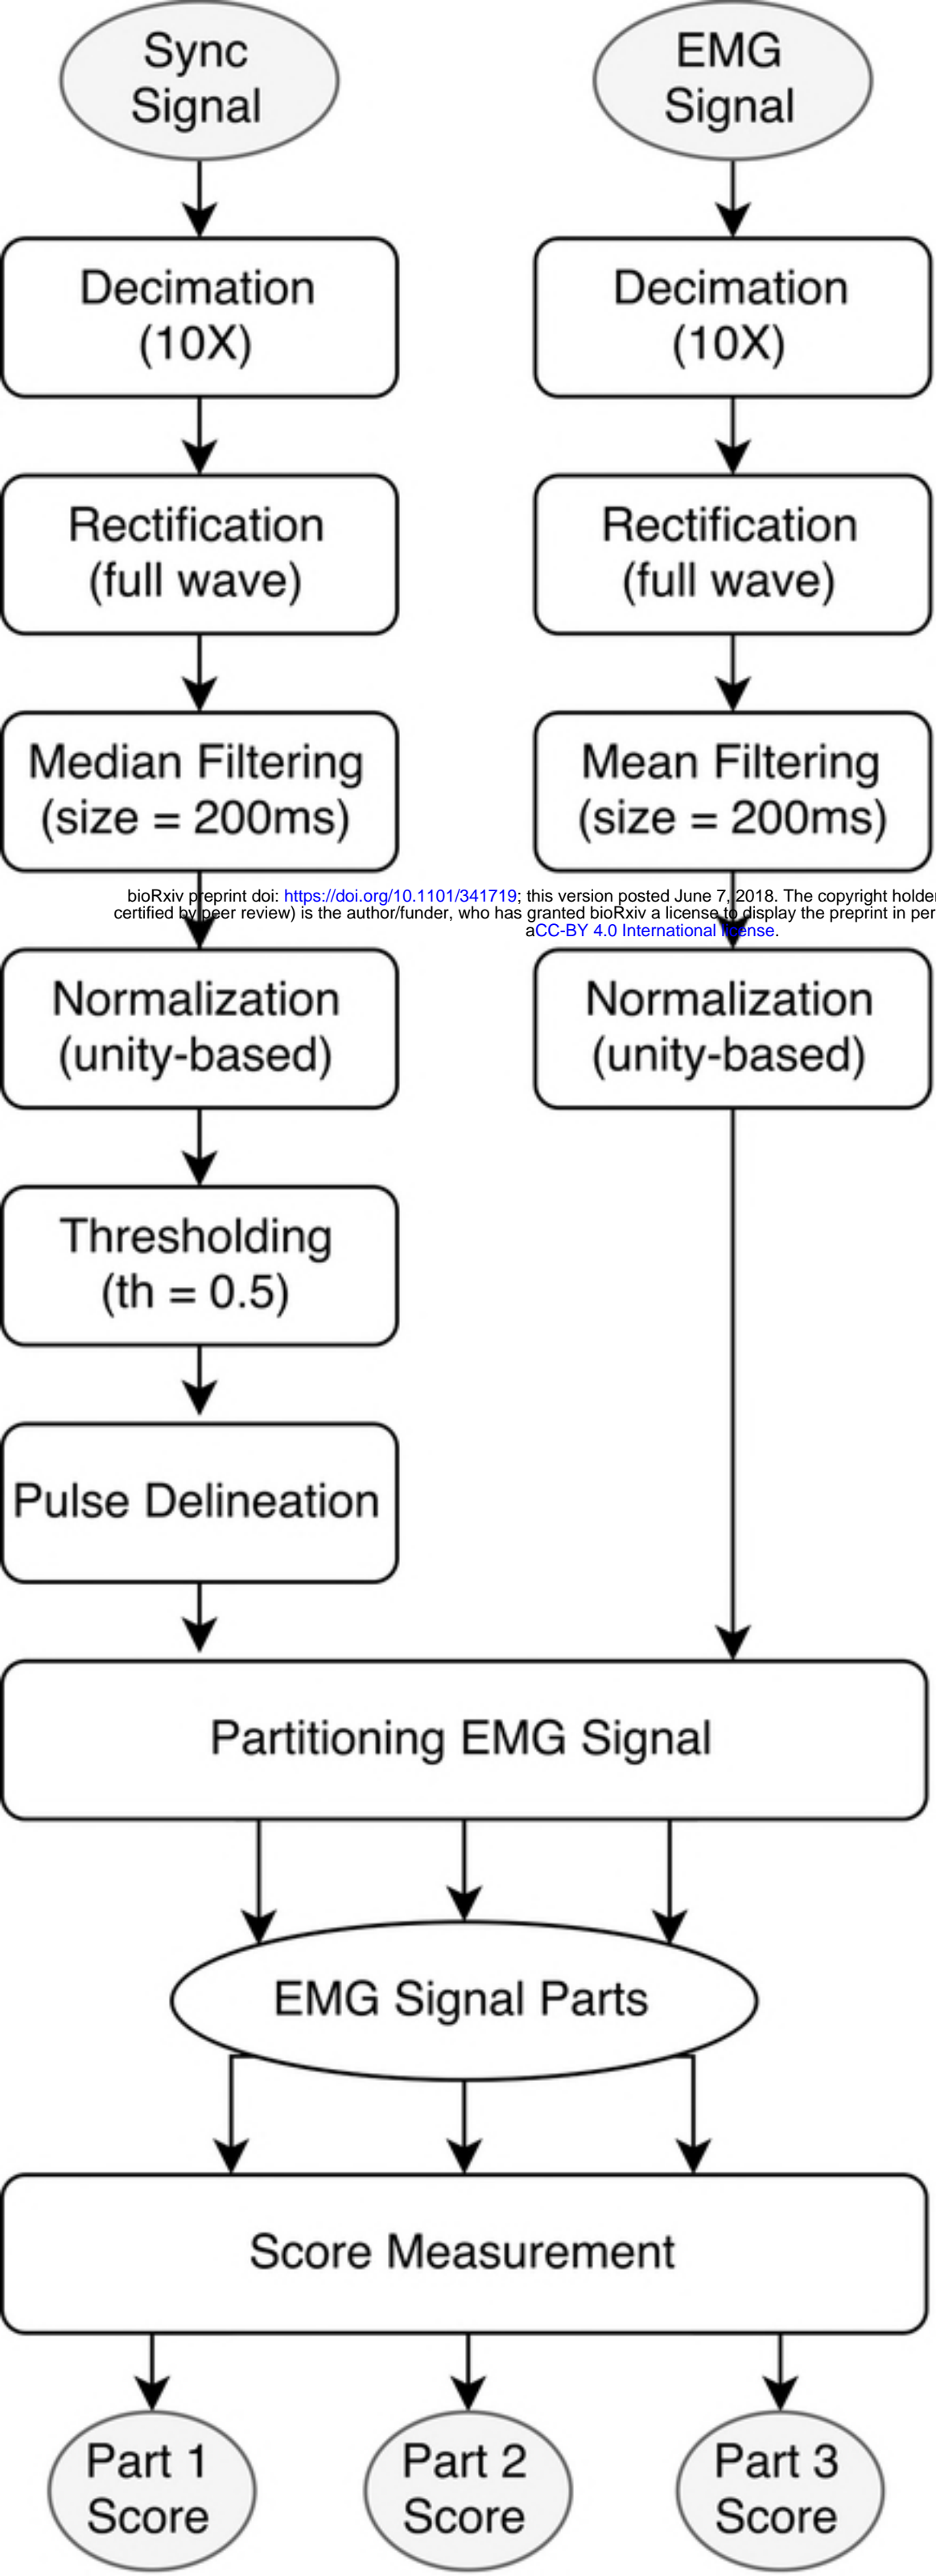 Sync
Signal
EMG
Signal
Decimation
(10X)
Decimation
(10X)
Rectification
(full wave)
Rectification
(full wave)
Median Filtering
(size = 200ms)
Mean Filtering
(size = 200ms)
bioRxiv preprint doi: https://doi.org/10.1101/341719; this version posted June 7, 2018. The copyright holder
certified by peer review) is the author/funder, who has granted bioRxiv a license to display the preprint in per
aCC-BY 4.0 International license.
Normalization
(unity-based)
Normalization
(unity-based)
Thresholding
(th = 0.5)
Pulse Delineation
Partitioning EMG Signal
EMG Signal Parts
Score Measurement
Part 1
Score
Part 2
Score
Part 3
Score